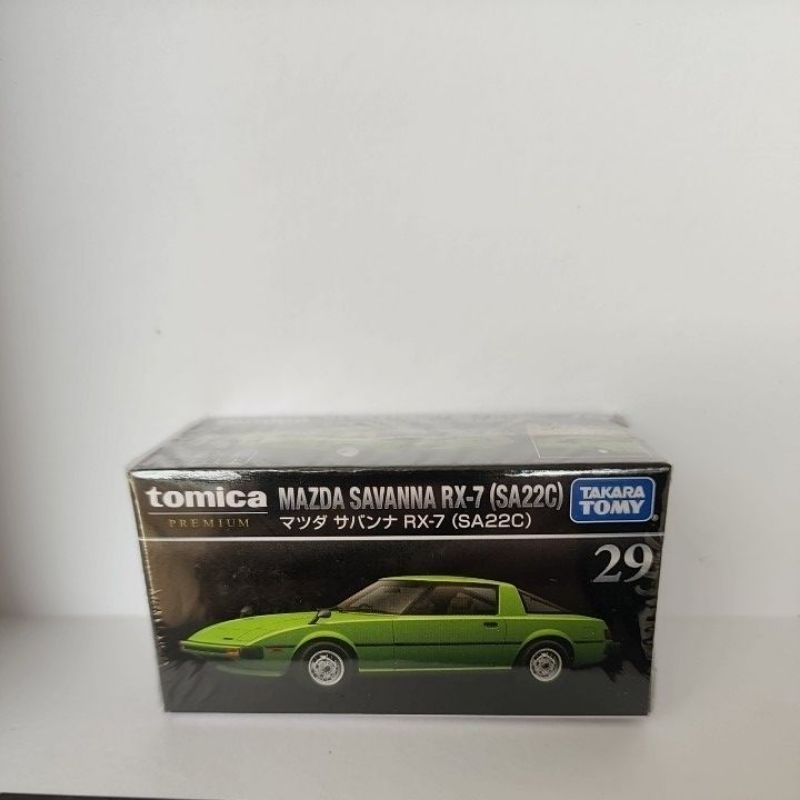 tomica MAZDA SAVANNA RX-7 (SA22C) TAKARA TOMY
PREMIUM マツダ サバンナ RX-7 (SA22C)
29